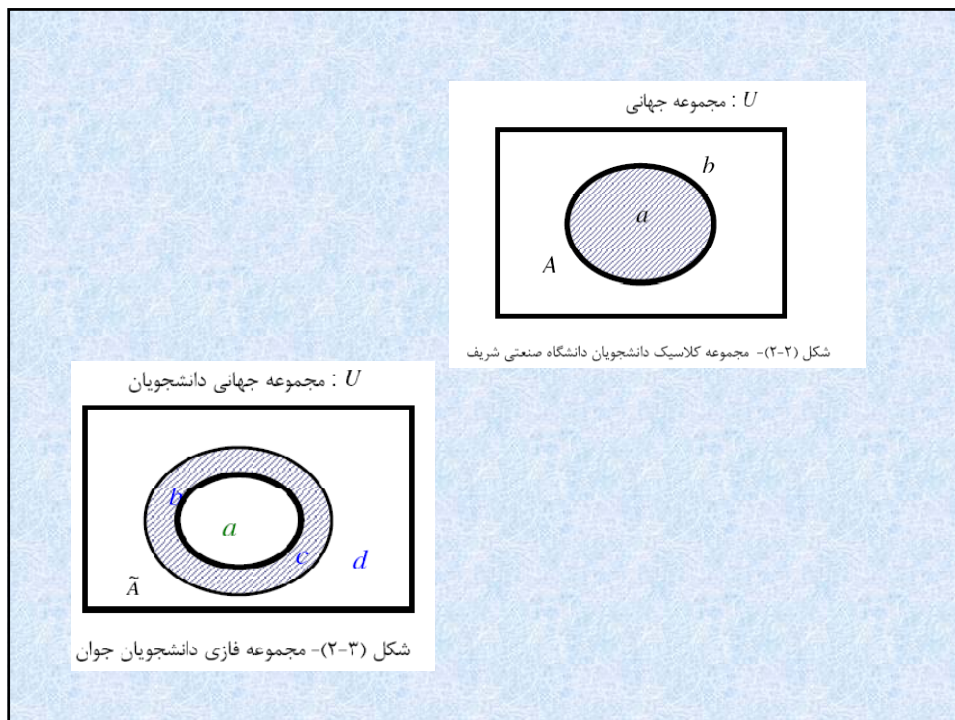 U : مجموعه جهانی
b
a
A
شکل (۲-۲)- مجموعه کلاسیک دانشجویان دانشگاه صنعتی شریف
U : مجموعه جهانی دانشجویان
b
a
c
d
Ã
شکل (۲-۳)- مجموعه فازی دانشجویان جوان